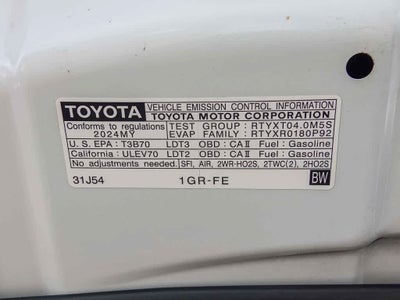 TOYOTA VEHICLE EMISSION CONTROL INFORMATION
TOYOTA MOTOR CORPORATION
Conforms to regulations TEST GROUP : RTYXT04.0M5S
2024MY EVAP FAMILY : RTYXR0180P92
U. S. EPA : T3B70 LDT3 OBD : CA II Fuel : Gasoline
California : ULEV70 LDT2 OBD : CA II Fuel : Gasoline
No adjustments needed. SFI, AIR, 2WR-HO2S, 2TWC(2), 2HO2S
31J54 1GR-FE BW